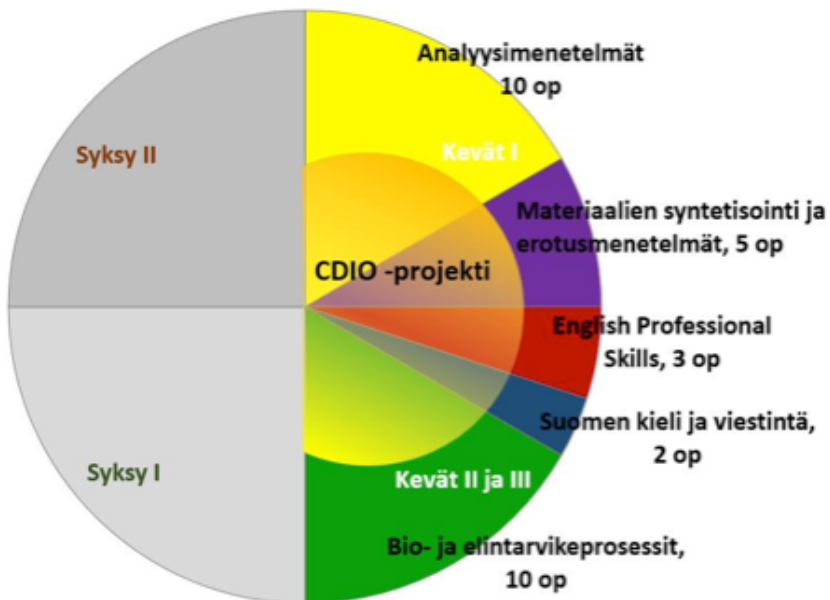 Analyysimenetelmät
10 op
Syksy II
Kevät I
Materiaalien syntetisointi ja
erotusmenetelmät, 5 op
CDIO -projekti
English Professional
Skills, 3 op
Suomen kieli ja viestintä,
2 op
Syksy I
Kevät II ja III
Bio- ja elintarvikeprosessit,
10 op